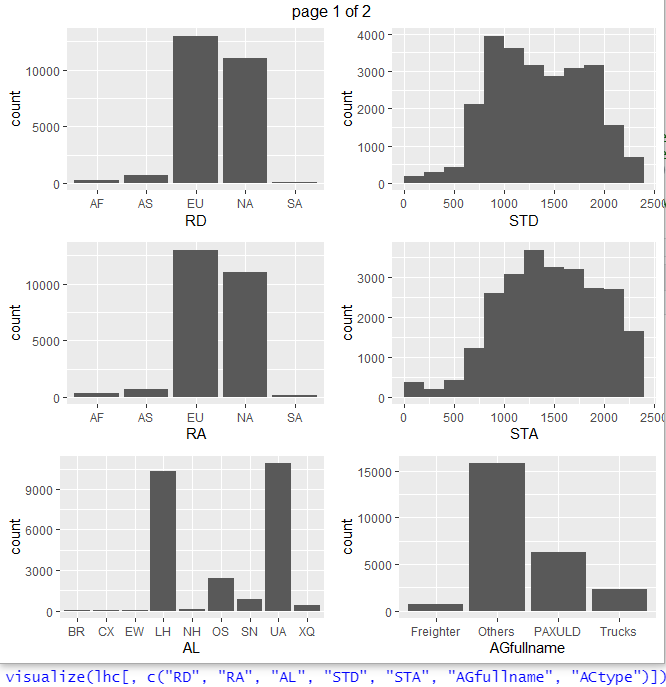 page 1 of 2
count
10000
5000
0
AF AS EU NA SA
RD
count
4000
3000
2000
1000
0
0 500 1000 1500 2000 2500
STD
count
10000
5000
0
AF AS EU NA SA
RA
count
3000
2000
1000
0
0 500 1000 1500 2000 2500
STA
count
9000
6000
3000
0
BR CX EW LH NH OS SN UA XQ
AL
count
15000
10000
5000
0
Freighter Others PAXULD Trucks
AGfullname
visualize(lhc[, c("RD", "RA", "AL", "STD", "STA", "AGfullname", "ACtype")])